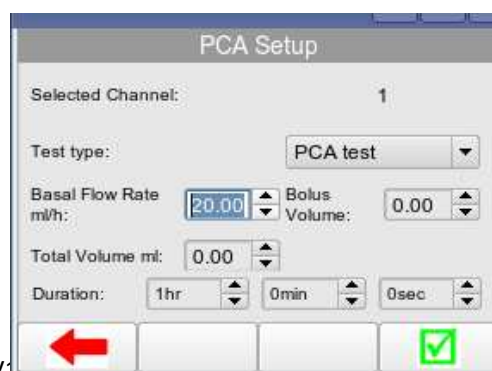 PCA Setup
Selected Channel: 1
Test type: PCA test
Basal Flow Rate ml/h: 20.00 Bolus Volume: 0.00
Total Volume ml: 0.00
Duration: 1hr 0min 0sec